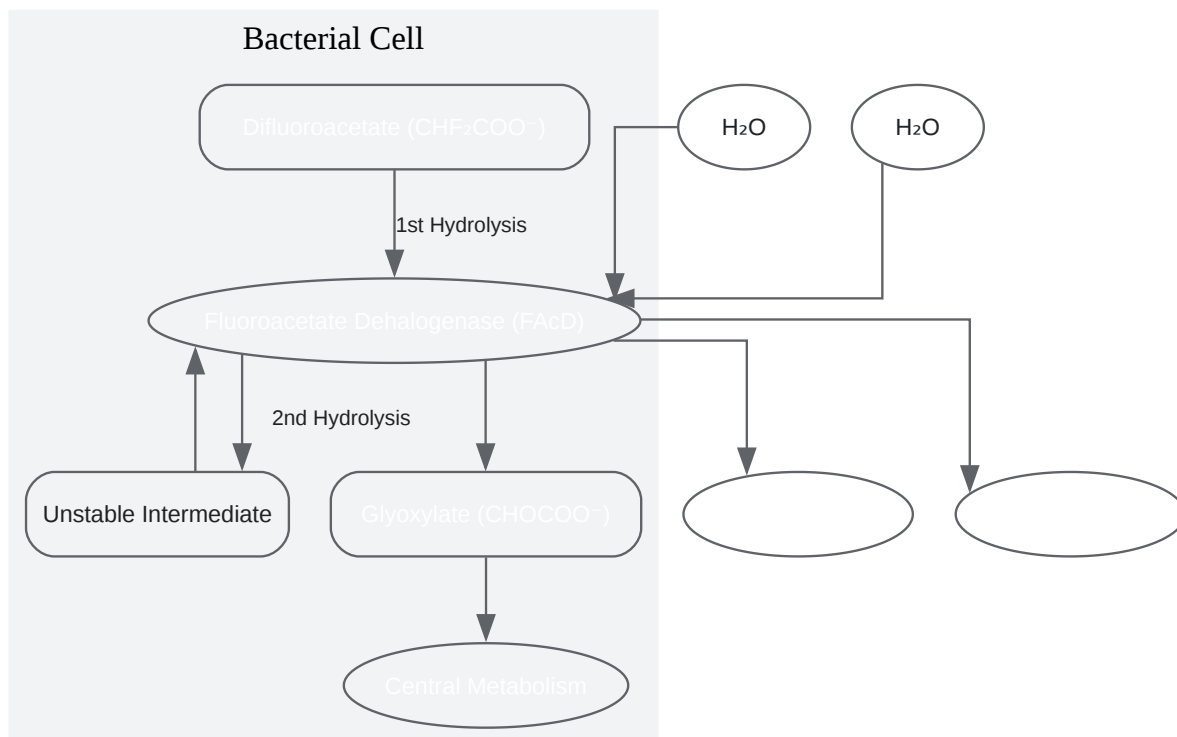 Bacterial Cell
Difluoroacetate (CHF₂COO⁻)
H₂O
H₂O
1st Hydrolysis
Fluoroacetate Dehalogenase (FAcD)
2nd Hydrolysis
Unstable Intermediate
Glyoxylate (CHOCOO⁻)
Central Metabolism